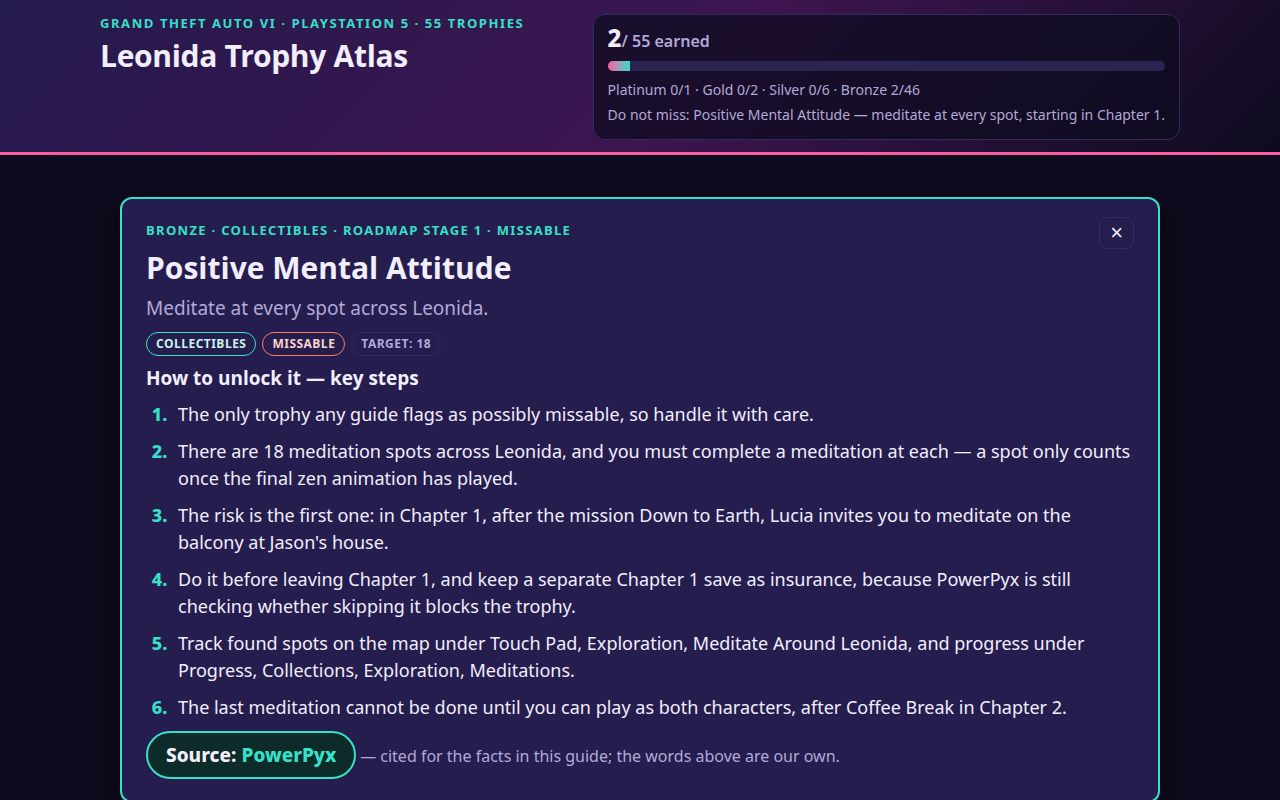 GRAND THEFT AUTO VI · PLAYSTATION 5 · 55 TROPHIES
Leonida Trophy Atlas
2/ 55 earned
Platinum 0/1 · Gold 0/2 · Silver 0/6 · Bronze 2/46
Do not miss: Positive Mental Attitude — meditate at every spot, starting in Chapter 1.
BRONZE · COLLECTIBLES · ROADMAP STAGE 1 · MISSABLE
×
Positive Mental Attitude
Meditate at every spot across Leonida.
COLLECTIBLES MISSABLE TARGET: 18
How to unlock it — key steps
1. The only trophy any guide flags as possibly missable, so handle it with care.
2. There are 18 meditation spots across Leonida, and you must complete a meditation at each — a spot only counts
once the final zen animation has played.
3. The risk is the first one: in Chapter 1, after the mission Down to Earth, Lucia invites you to meditate on the
balcony at Jason's house.
4. Do it before leaving Chapter 1, and keep a separate Chapter 1 save as insurance, because PowerPyx is still
checking whether skipping it blocks the trophy.
5. Track found spots on the map under Touch Pad, Exploration, Meditate Around Leonida, and progress under
Progress, Collections, Exploration, Meditations.
6. The last meditation cannot be done until you can play as both characters, after Coffee Break in Chapter 2.
Source: PowerPyx — cited for the facts in this guide; the words above are our own.